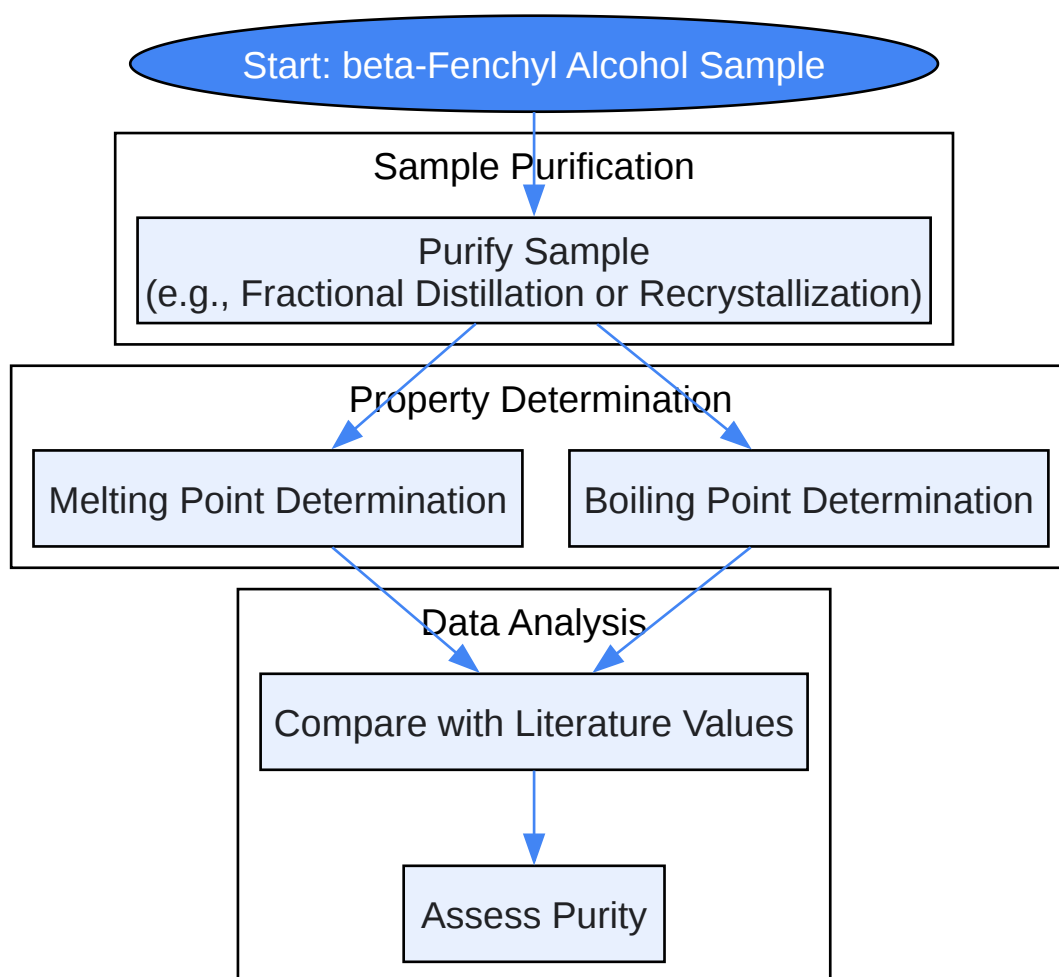 Start: beta-Fenchyl Alcohol Sample
Sample Purification
Purify Sample
(e.g., Fractional Distillation or Recrystallization)
Property Determination
Melting Point Determination
Boiling Point Determination
Data Analysis
Compare with Literature Values
Assess Purity